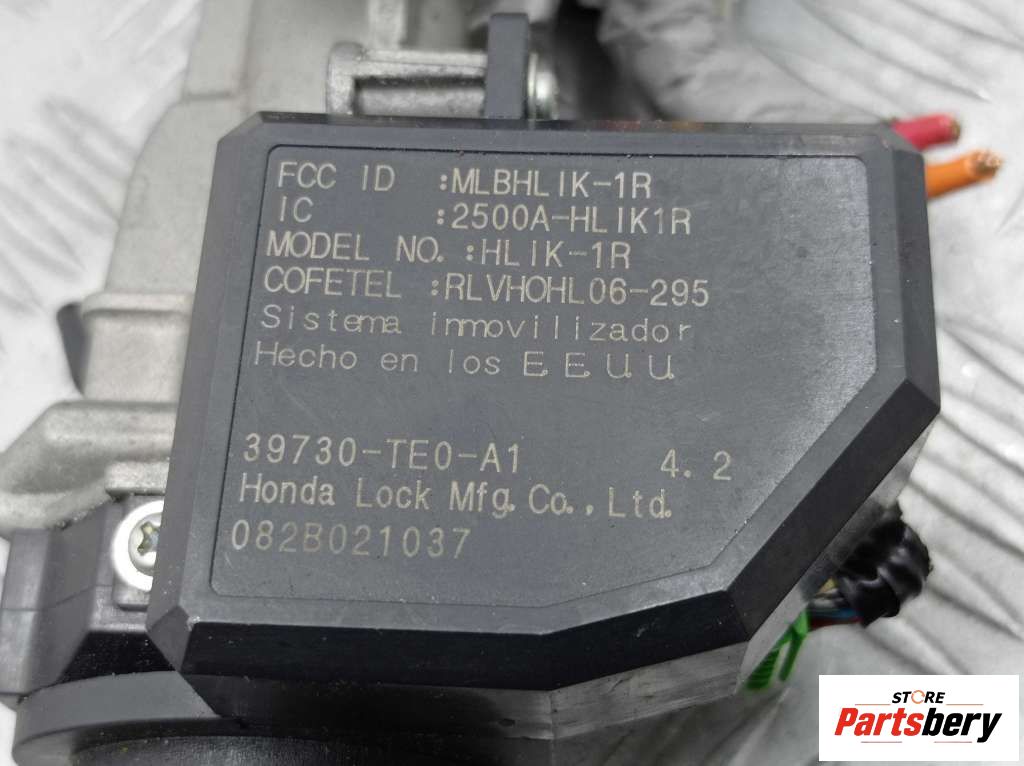 FCC ID :MLBHLIK-1R
IC :2500A-HLIK1R
MODEL NO. :HLIK-1R
COFETEL :RLVHOHL06-295
Sistema inmovilizador
Hecho en los E.E.U.U.
39730-TE0-A1 4.2
Honda Lock Mfg. Co., Ltd.
082B021037
STORE
Partsbery